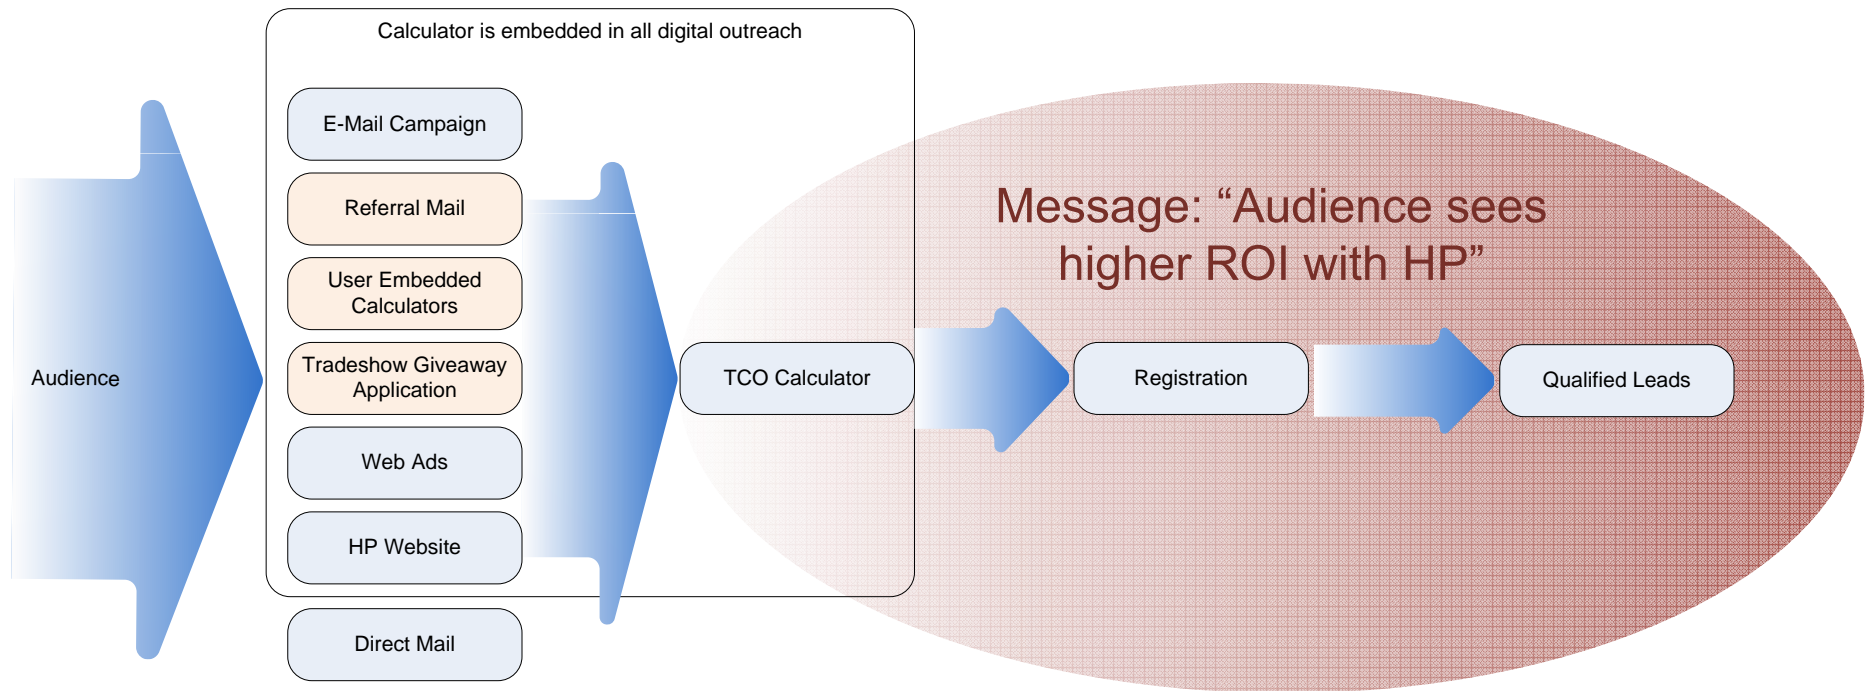 Calculator is embedded in all digital outreach
E-Mail Campaign
Referral Mail
User Embedded
Calculators
Tradeshow Giveaway
Application
Web Ads
HP Website
Direct Mail
Audience
TCO Calculator
Message: “Audience sees
higher ROI with HP”
Registration
Qualified Leads